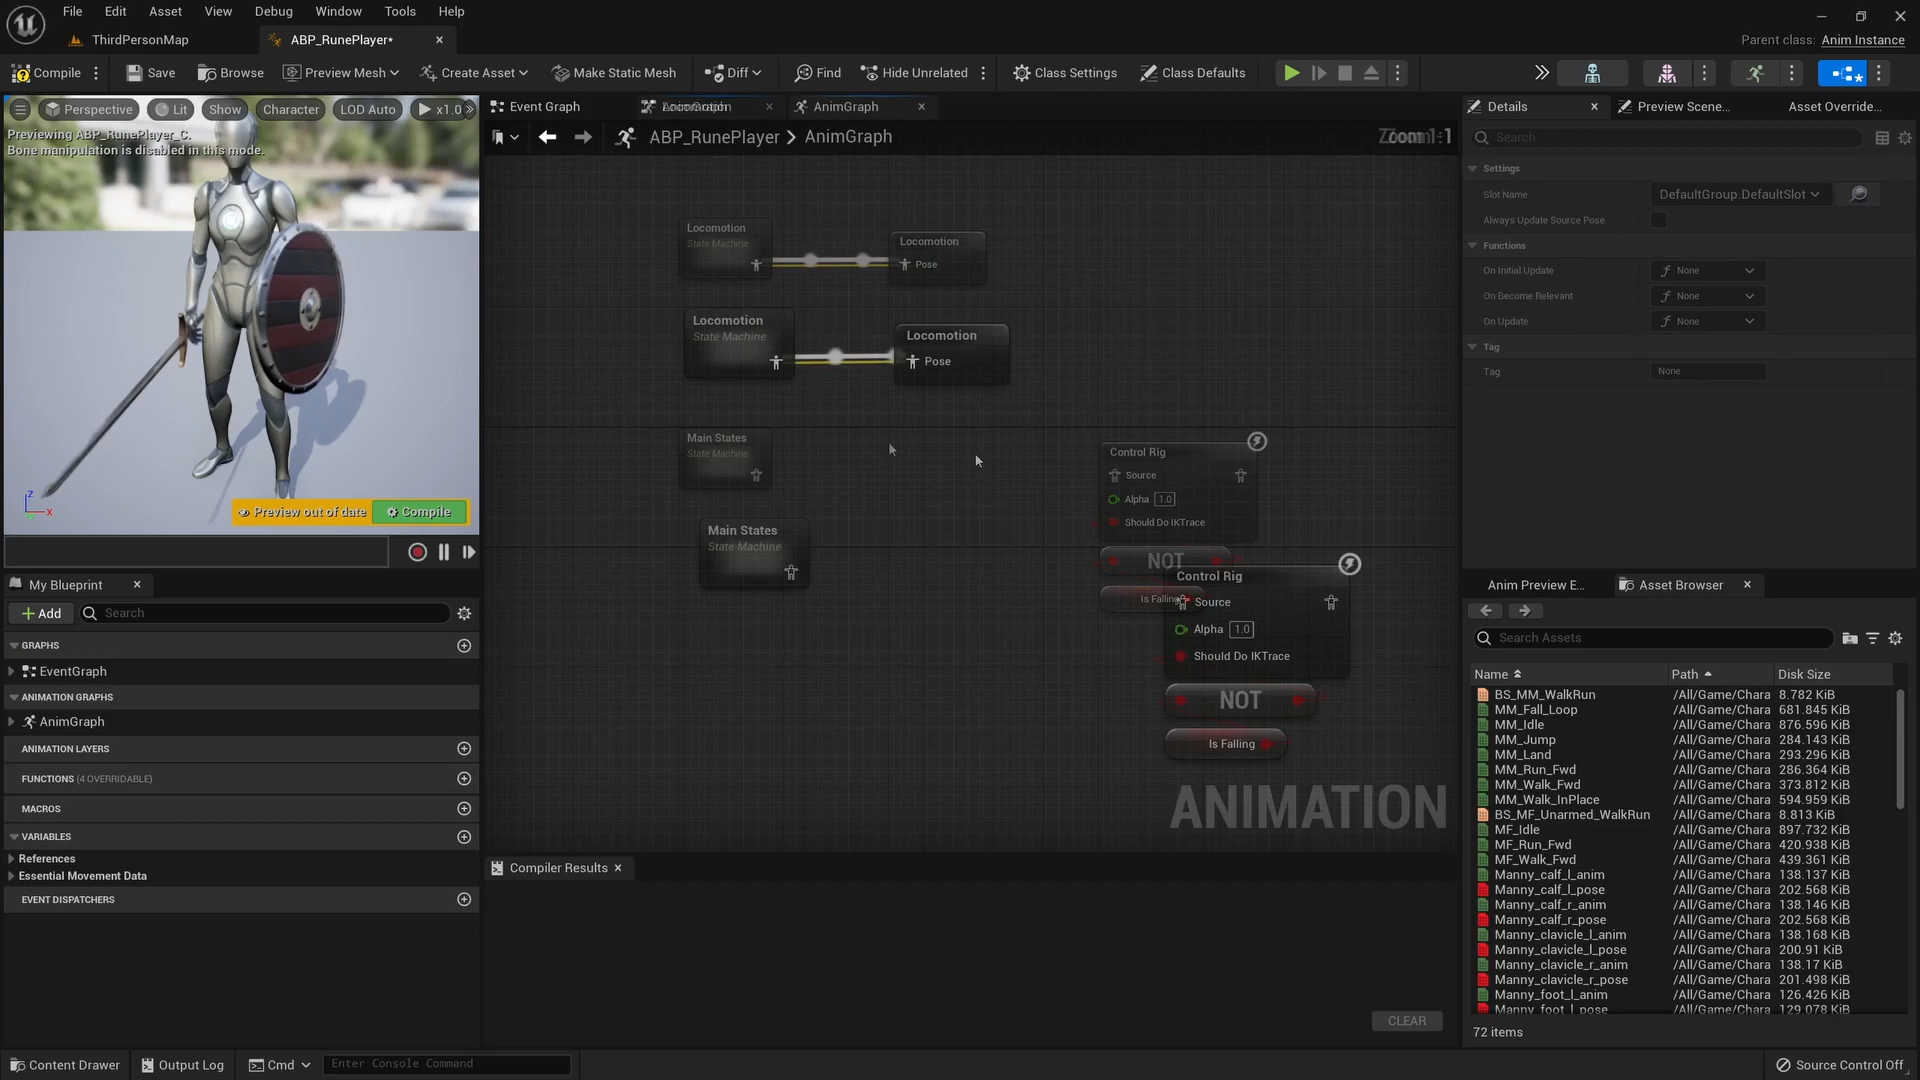 File Edit Asset View Debug Window Tools Help
ThirdPersonMap
ABP_RunePlayer*
Parent class: Anim Instance
Compile
Save
Browse
Preview Mesh
Create Asset
Make Static Mesh
Diff
Find
Hide Unrelated
Class Settings
Class Defaults
Perspective Lit Show Character LOD Auto x1.0
Previewing ABP_RunePlayer_C.
Bone manipulation is disabled in this mode.
Z
X
Preview out of date Compile
Event Graph
AnimGraph
ABP_RunePlayer > AnimGraph
Zoom 1:1
Locomotion
State Machine
Locomotion
Pose
Locomotion
State Machine
Locomotion
Pose
Main States
State Machine
Main States
State Machine
Control Rig
Source
Alpha 1.0
Should Do IKTrace
NOT
Is Falling
Control Rig
Source
Alpha 1.0
Should Do IKTrace
NOT
Is Falling
ANIMATION
Compiler Results
CLEAR
My Blueprint
Add
Search
GRAPHS
EventGraph
ANIMATION GRAPHS
AnimGraph
ANIMATION LAYERS
FUNCTIONS (4 OVERRIDABLE)
MACROS
VARIABLES
References
Essential Movement Data
EVENT DISPATCHERS
Details
Preview Scene...
Asset Override...
Search
Settings
Slot Name DefaultGroup.DefaultSlot
Always Update Source Pose
Functions
On Initial Update None
On Become Relevant None
On Update None
Tag
Tag None
Anim Preview E...
Asset Browser
Search Assets
Name Path Disk Size
BS_MM_WalkRun /All/Game/Chara 8.782 KiB
MM_Fall_Loop /All/Game/Chara 681.845 KiB
MM_Idle /All/Game/Chara 876.596 KiB
MM_Jump /All/Game/Chara 284.143 KiB
MM_Land /All/Game/Chara 293.296 KiB
MM_Run_Fwd /All/Game/Chara 286.364 KiB
MM_Walk_Fwd /All/Game/Chara 373.812 KiB
MM_Walk_InPlace /All/Game/Chara 594.959 KiB
BS_MF_Unarmed_WalkRun /All/Game/Chara 8.813 KiB
MF_Idle /All/Game/Chara 897.732 KiB
MF_Run_Fwd /All/Game/Chara 420.938 KiB
MF_Walk_Fwd /All/Game/Chara 439.361 KiB
Manny_calf_l_anim /All/Game/Chara 138.137 KiB
Manny_calf_l_pose /All/Game/Chara 202.568 KiB
Manny_calf_r_anim /All/Game/Chara 138.146 KiB
Manny_calf_r_pose /All/Game/Chara 202.568 KiB
Manny_clavicle_l_anim /All/Game/Chara 138.168 KiB
Manny_clavicle_l_pose /All/Game/Chara 200.91 KiB
Manny_clavicle_r_anim /All/Game/Chara 138.17 KiB
Manny_clavicle_r_pose /All/Game/Chara 201.498 KiB
Manny_foot_l_anim /All/Game/Chara 126.426 KiB
Manny_foot_l_pose /All/Game/Chara 129.078 KiB
72 items
Content Drawer
Output Log
Cmd
Enter Console Command
Source Control Off